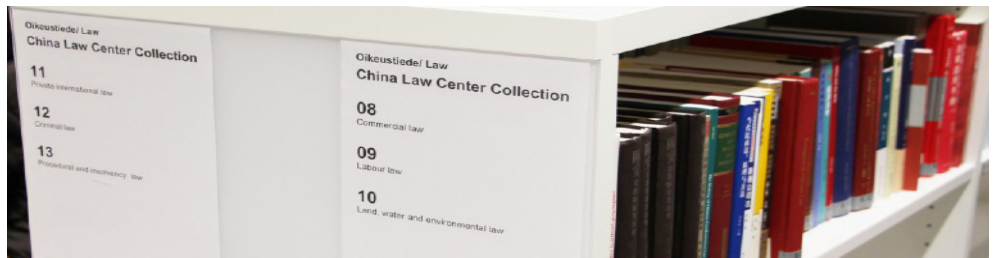 Oikeustiede/ Law
China Law Center Collection
11
Private international law
12
Criminal law
13
Procedural and insolvency law
Oikeustiede/ Law
China Law Center Collection
08
Commercial law
09
Labour law
10
Land, water and environmental law